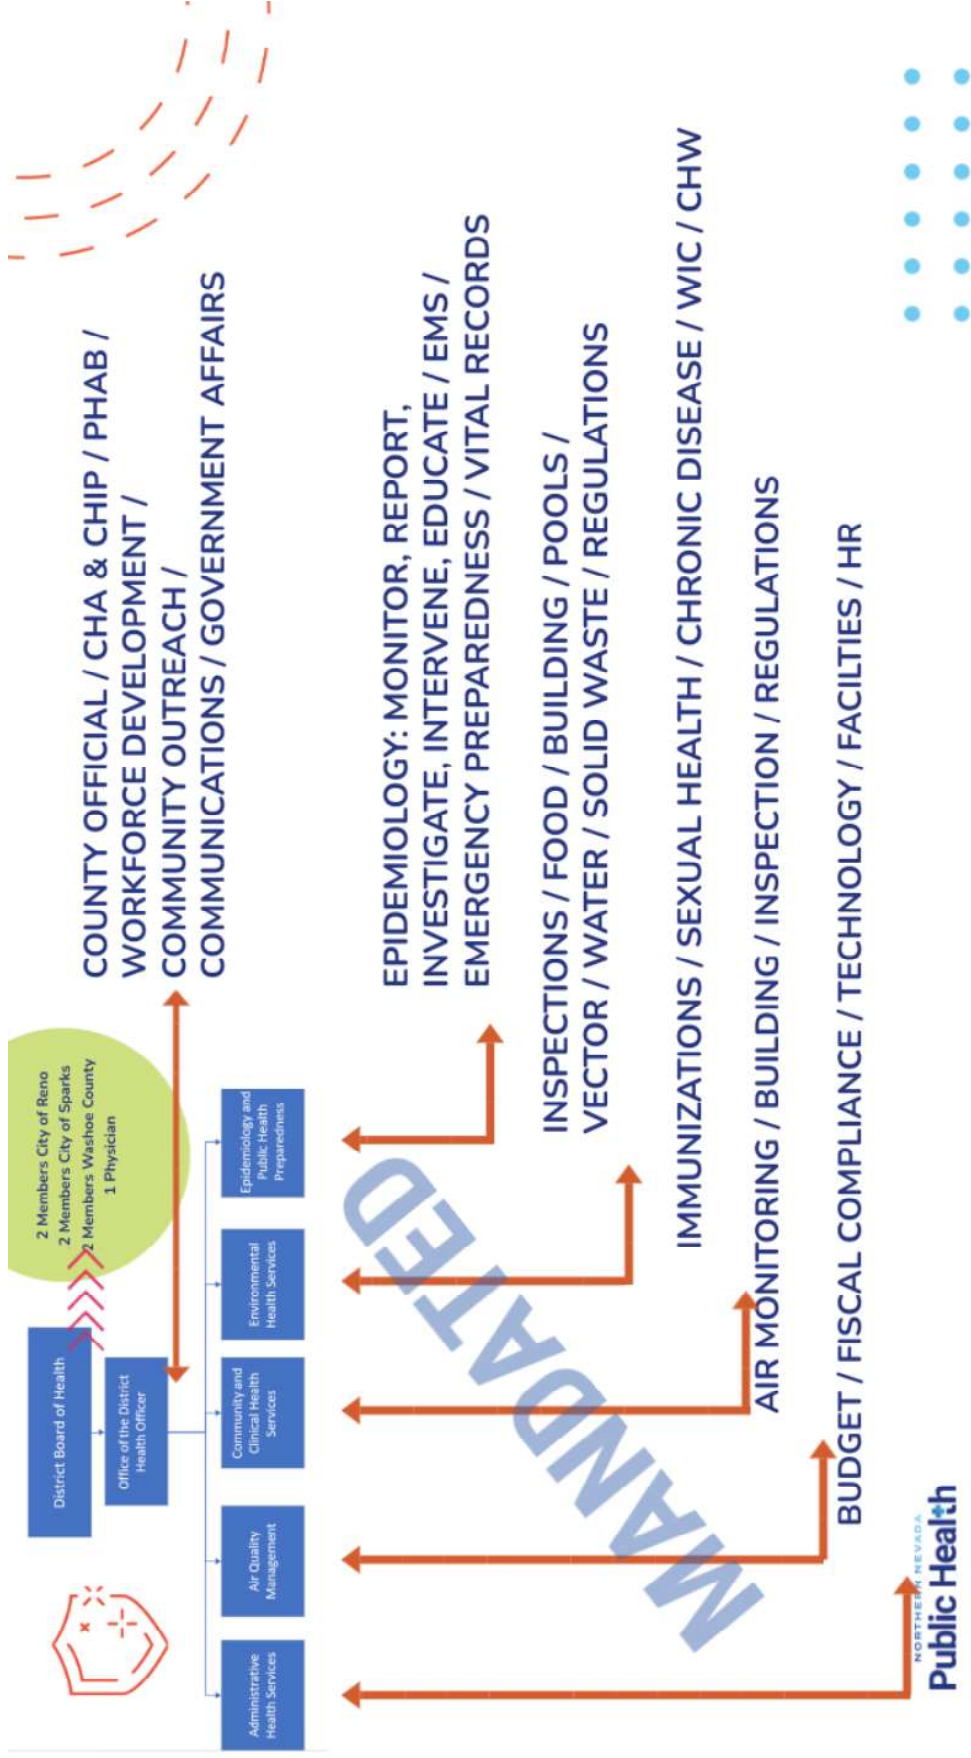 2 Members City of Reno
2 Members City of Sparks
2 Members Washoe County
1 Physician
District Board of Health
Office of the District
Health Officer
Administrative
Health Services
Air Quality
Management
Community and
Clinical Health
Services
Environmental
Health Services
Epidemiology and
Public Health
Preparedness
COUNTY OFFICIAL / CHA & CHIP / PHAB /
WORKFORCE DEVELOPMENT /
COMMUNITY OUTREACH /
COMMUNICATIONS / GOVERNMENT AFFAIRS
EPIDEMIOLOGY: MONITOR, REPORT,
INVESTIGATE, INTERVENE, EDUCATE / EMS /
EMERGENCY PREPAREDNESS / VITAL RECORDS
INSPECTIONS / FOOD / BUILDING / POOLS /
VECTOR / WATER / SOLID WASTE / REGULATIONS
IMMUNIZATIONS / SEXUAL HEALTH / CHRONIC DISEASE / WIC / CHW
AIR MONITORING / BUILDING / INSPECTION / REGULATIONS
BUDGET / FISCAL COMPLIANCE / TECHNOLOGY / FACILTIES / HR
MANDATED
NORTHERN NEVADA
Public Health